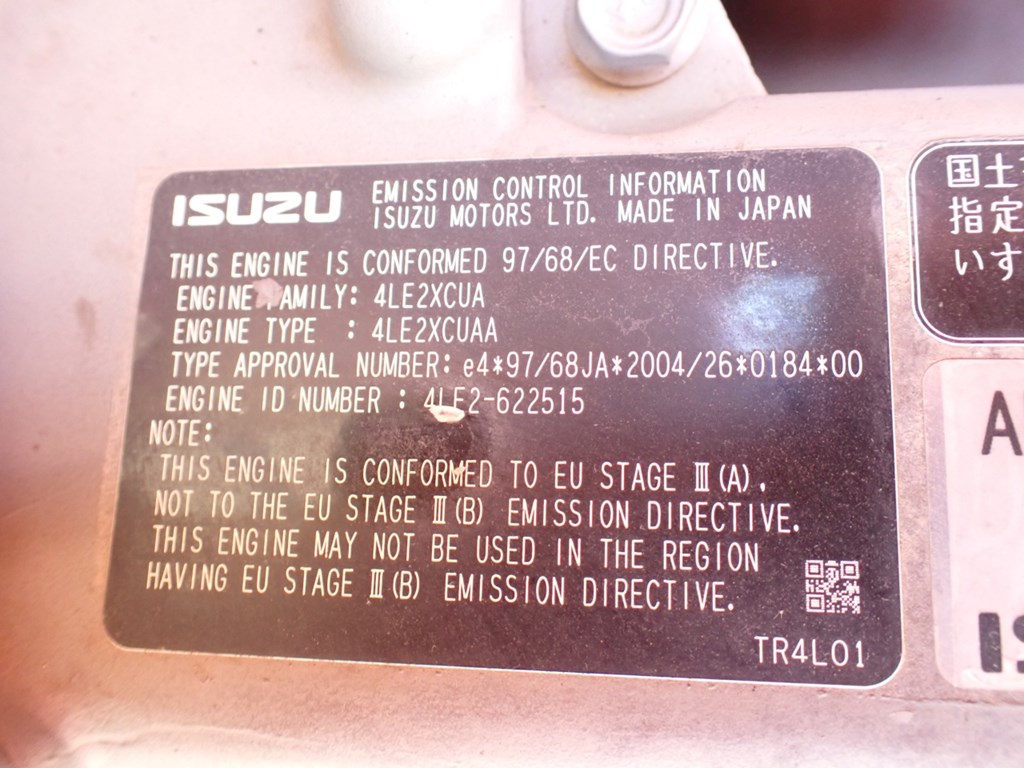 ISUZU EMISSION CONTROL INFORMATION
ISUZU MOTORS LTD. MADE IN JAPAN
THIS ENGINE IS CONFORMED 97/68/EC DIRECTIVE.
ENGINE FAMILY: 4LE2XCUA
ENGINE TYPE : 4LE2XCUAA
TYPE APPROVAL NUMBER: e4*97/68JA*2004/26*0184*00
ENGINE ID NUMBER : 4LE2-622515
NOTE:
THIS ENGINE IS CONFORMED TO EU STAGE Ⅲ(A),
NOT TO THE EU STAGE Ⅲ(B) EMISSION DIRECTIVE.
THIS ENGINE MAY NOT BE USED IN THE REGION
HAVING EU STAGE Ⅲ(B) EMISSION DIRECTIVE.
TR4L01
国土
指定
いす
A
IS